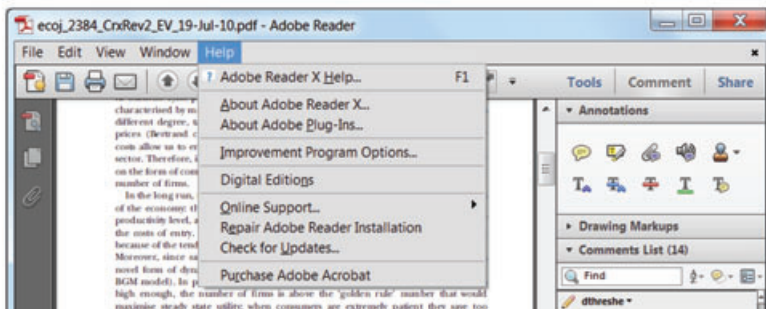 ecoj_2384_CrxRev2_EV_19-Jul-10.pdf - Adobe Reader
File Edit View Window Help
Tools Comment Share
Adobe Reader X Help... F1
About Adobe Reader X...
About Adobe Plug-Ins...
Improvement Program Options...
Digital Editions
Online Support...
Repair Adobe Reader Installation
Check for Updates...
Purchase Adobe Acrobat
characterised by m
different degree, t
prices (Bertrand c
costs allow us to e
sector. Therefore, i
on the form of com
number of firms.
In the long run,
of the economy: th
productivity level, a
the costs of entry.
because of the tend
Moreover, since sa
novel form of dyna
BGM model). In p
high enough, the number of firms is above the 'golden rule' number that would
maximise steady state utility: when consumers are extremely patient they save too
Annotations
Drawing Markups
Comments List (14)
Find
dthreshe